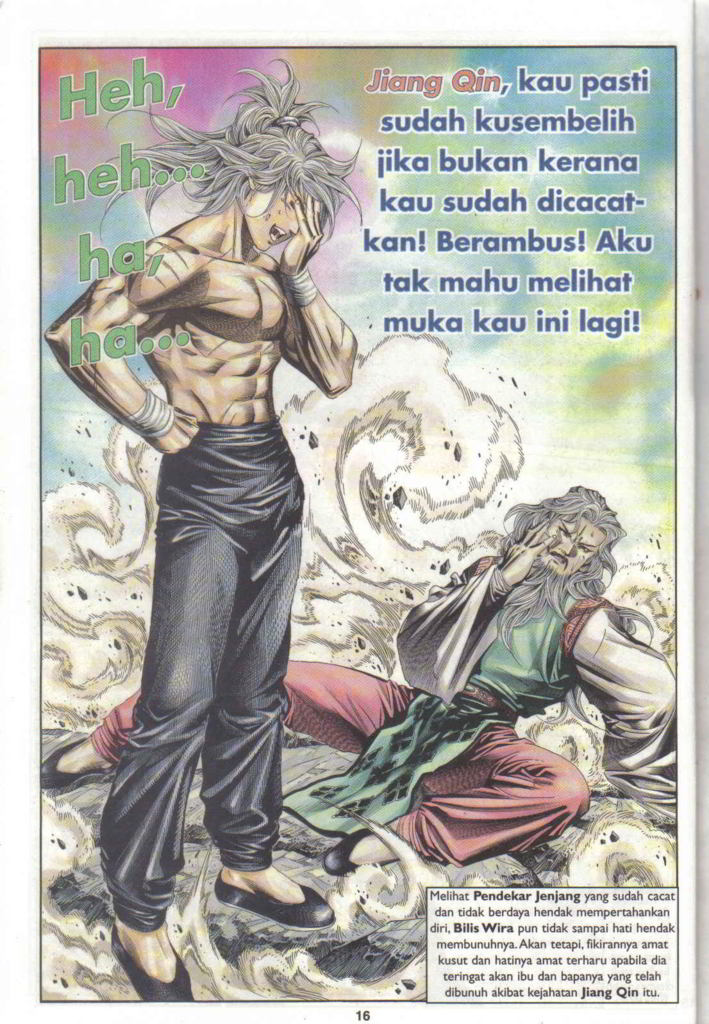 Heh,
heh...
ha,
ha...
Jiang Qin, kau pasti
sudah kusembelih
jika bukan kerana
kau sudah dicacat-
kan! Berambus! Aku
tak mahu melihat
muka kau ini lagi!
Melihat Pendekar Jenjang yang sudah cacat
dan tidak berdaya hendak mempertahankan
diri, Bilis Wira pun tidak sampai hati hendak
membunuhnya. Akan tetapi, fikirannya amat
kusut dan hatinya amat terharu apabila dia
teringat akan ibu dan bapanya yang telah
dibunuh akibat kejahatan Jiang Qin itu.
16